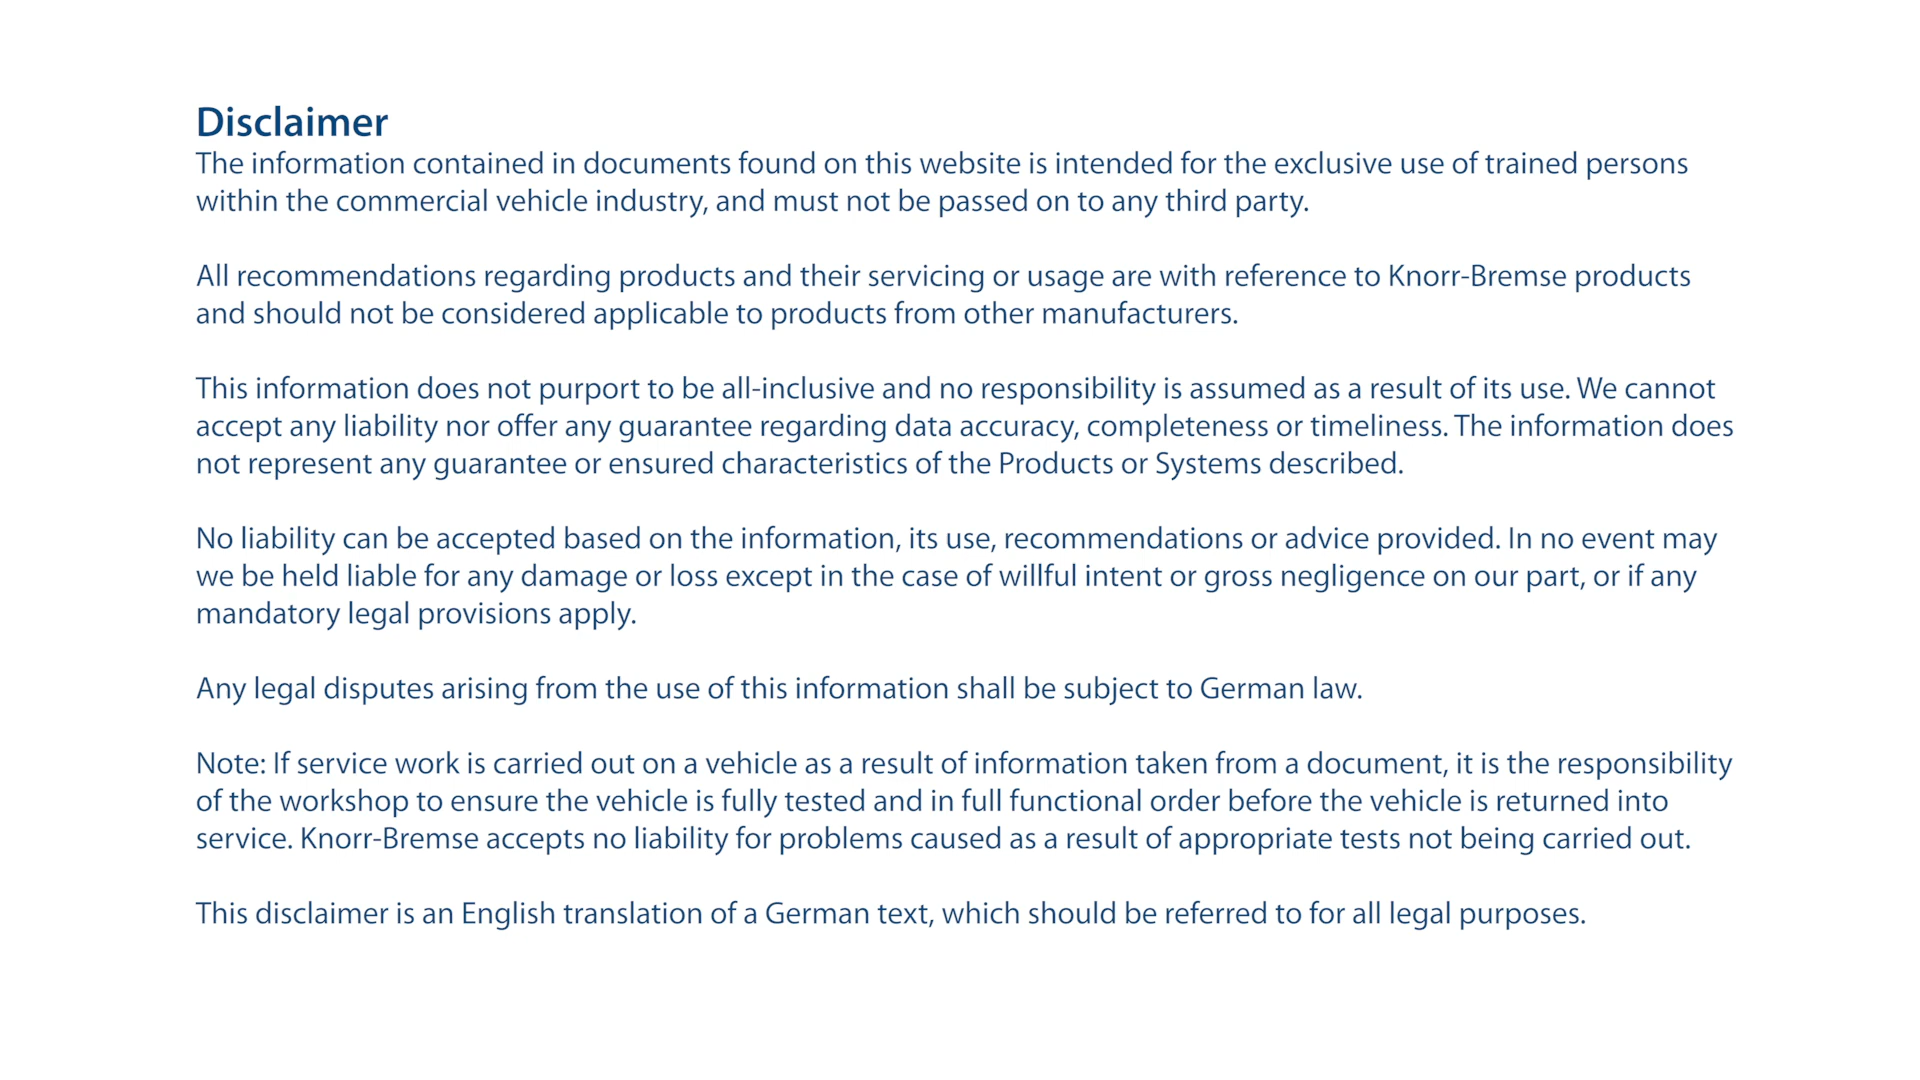 Disclaimer
The information contained in documents found on this website is intended for the exclusive use of trained persons
within the commercial vehicle industry, and must not be passed on to any third party.
All recommendations regarding products and their servicing or usage are with reference to Knorr-Bremse products
and should not be considered applicable to products from other manufacturers.
This information does not purport to be all-inclusive and no responsibility is assumed as a result of its use. We cannot
accept any liability nor offer any guarantee regarding data accuracy, completeness or timeliness. The information does
not represent any guarantee or ensured characteristics of the Products or Systems described.
No liability can be accepted based on the information, its use, recommendations or advice provided. In no event may
we be held liable for any damage or loss except in the case of willful intent or gross negligence on our part, or if any
mandatory legal provisions apply.
Any legal disputes arising from the use of this information shall be subject to German law.
Note: If service work is carried out on a vehicle as a result of information taken from a document, it is the responsibility
of the workshop to ensure the vehicle is fully tested and in full functional order before the vehicle is returned into
service. Knorr-Bremse accepts no liability for problems caused as a result of appropriate tests not being carried out.
This disclaimer is an English translation of a German text, which should be referred to for all legal purposes.